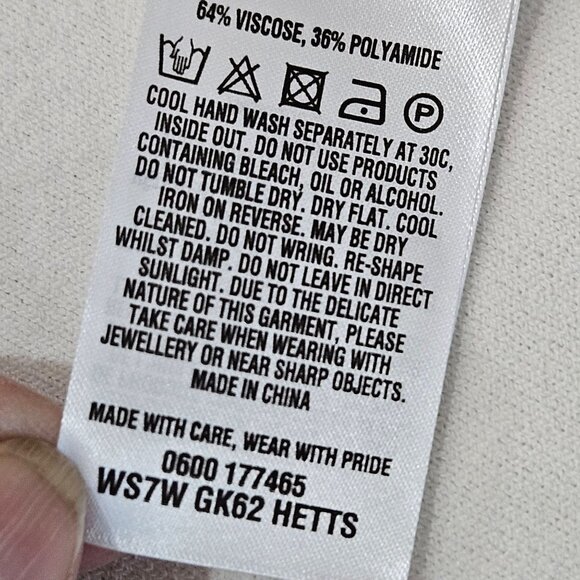 64% VISCOSE, 36% POLYAMIDE
P
COOL HAND WASH SEPARATELY AT 30C,
INSIDE OUT. DO NOT USE PRODUCTS
CONTAINING BLEACH, OIL OR ALCOHOL.
DO NOT TUMBLE DRY. DRY FLAT. COOL
IRON ON REVERSE. MAY BE DRY
CLEANED. DO NOT WRING. RE-SHAPE
WHILST DAMP. DO NOT LEAVE IN DIRECT
SUNLIGHT. DUE TO THE DELICATE
NATURE OF THIS GARMENT, PLEASE
TAKE CARE WHEN WEARING WITH
JEWELLERY OR NEAR SHARP OBJECTS.
MADE IN CHINA
MADE WITH CARE, WEAR WITH PRIDE
0600 177465
WS7W GK62 HETTS